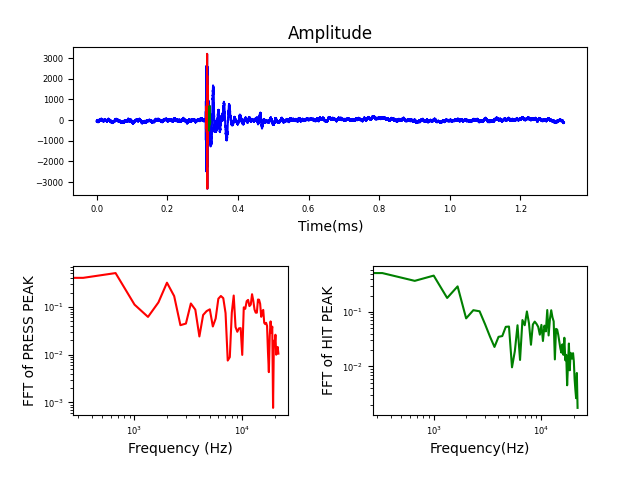 Amplitude
3000
2000
1000
0
−1000
−2000
−3000
0.0 0.2 0.4 0.6 0.8 1.0 1.2
Time(ms)
FFT of PRESS PEAK
10⁻¹
10⁻²
10⁻³
10³ 10⁴
Frequency (Hz)
FFT of HIT PEAK
10⁻¹
10⁻²
10³ 10⁴
Frequency(Hz)